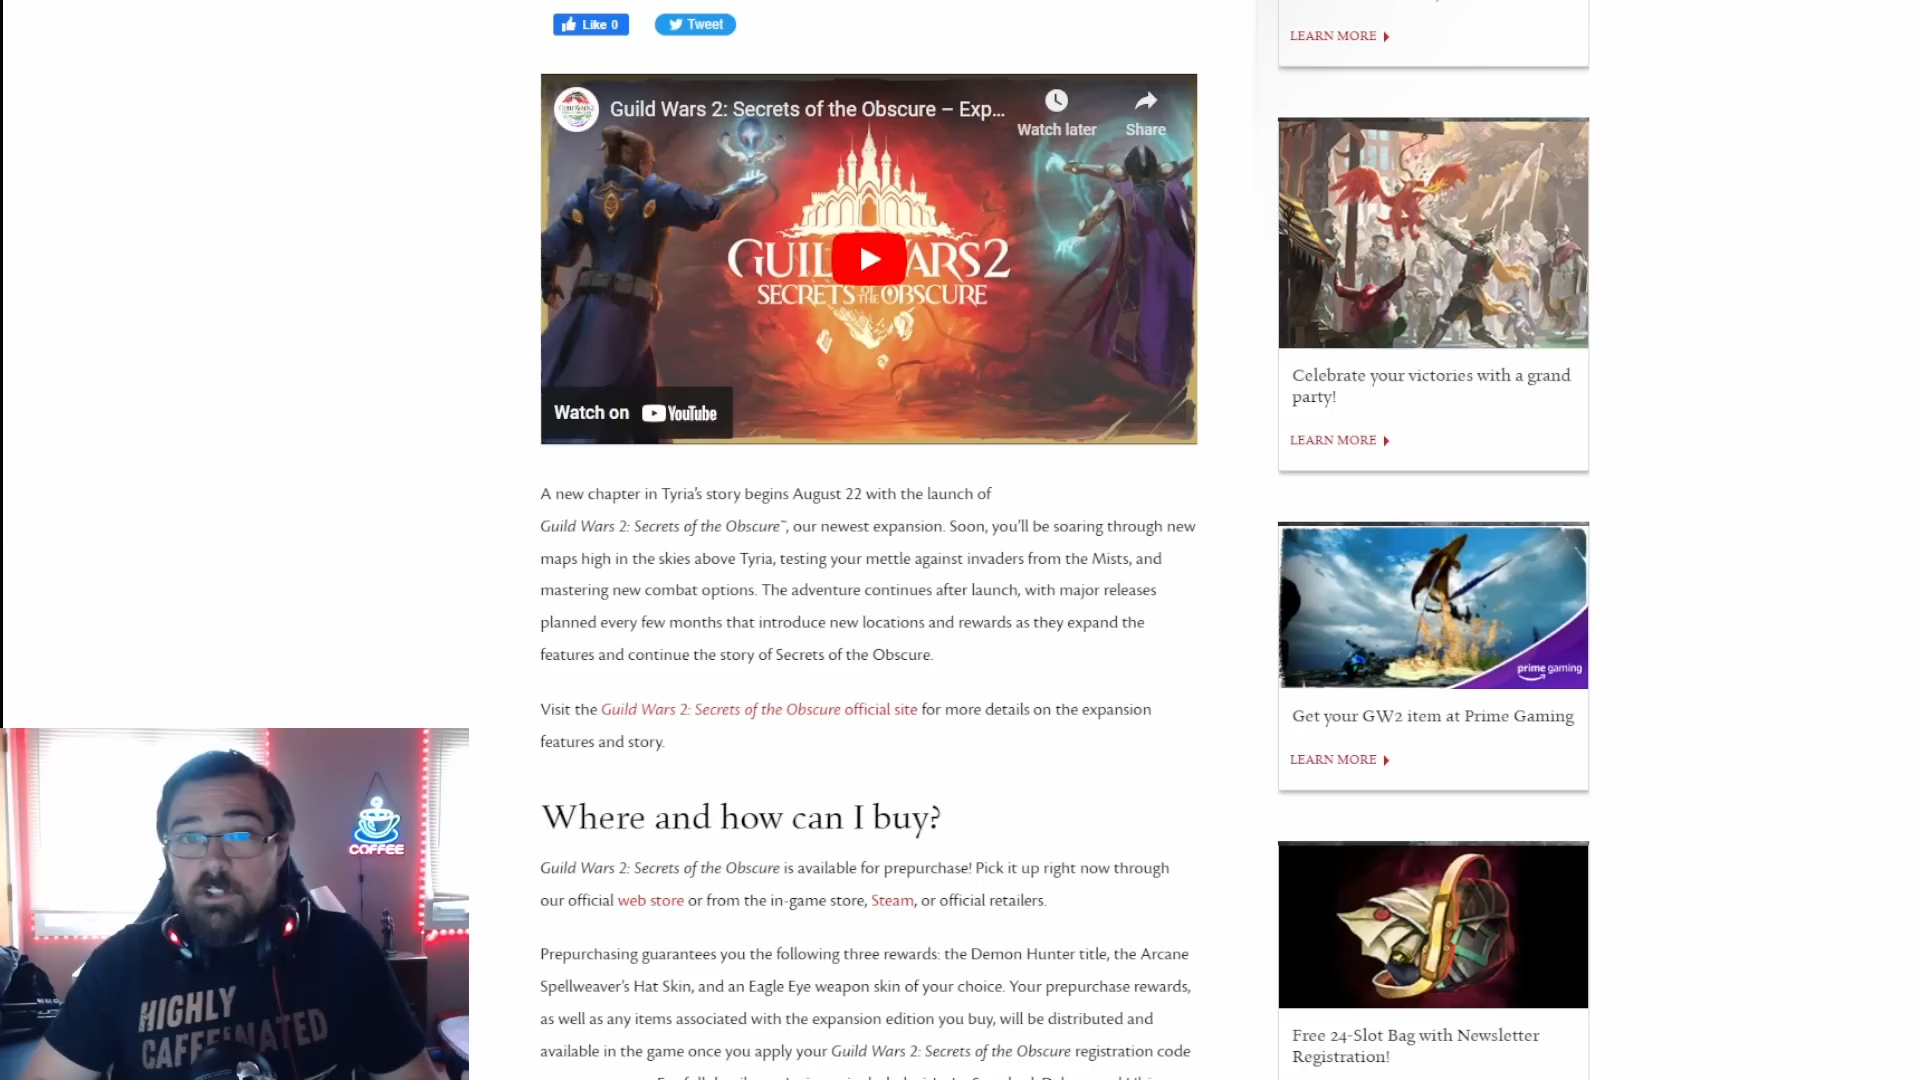 Like 0
Tweet
Guild Wars 2: Secrets of the Obscure – Exp...
Watch later
Share
GUILD WARS 2
SECRETS OF THE OBSCURE
Watch on YouTube
A new chapter in Tyria's story begins August 22 with the launch of
Guild Wars 2: Secrets of the Obscure™, our newest expansion. Soon, you'll be soaring through new
maps high in the skies above Tyria, testing your mettle against invaders from the Mists, and
mastering new combat options. The adventure continues after launch, with major releases
planned every few months that introduce new locations and rewards as they expand the
features and continue the story of Secrets of the Obscure.
Visit the Guild Wars 2: Secrets of the Obscure official site for more details on the expansion
features and story.
Where and how can I buy?
Guild Wars 2: Secrets of the Obscure is available for prepurchase! Pick it up right now through
our official web store or from the in-game store, Steam, or official retailers.
Prepurchasing guarantees you the following three rewards: the Demon Hunter title, the Arcane
Spellweaver's Hat Skin, and an Eagle Eye weapon skin of your choice. Your prepurchase rewards,
as well as any items associated with the expansion edition you buy, will be distributed and
available in the game once you apply your Guild Wars 2: Secrets of the Obscure registration code
LEARN MORE
Celebrate your victories with a grand
party!
LEARN MORE
prime gaming
Get your GW2 item at Prime Gaming
LEARN MORE
Free 24-Slot Bag with Newsletter
Registration!
COFFEE
HIGHLY
CAFFEINATED